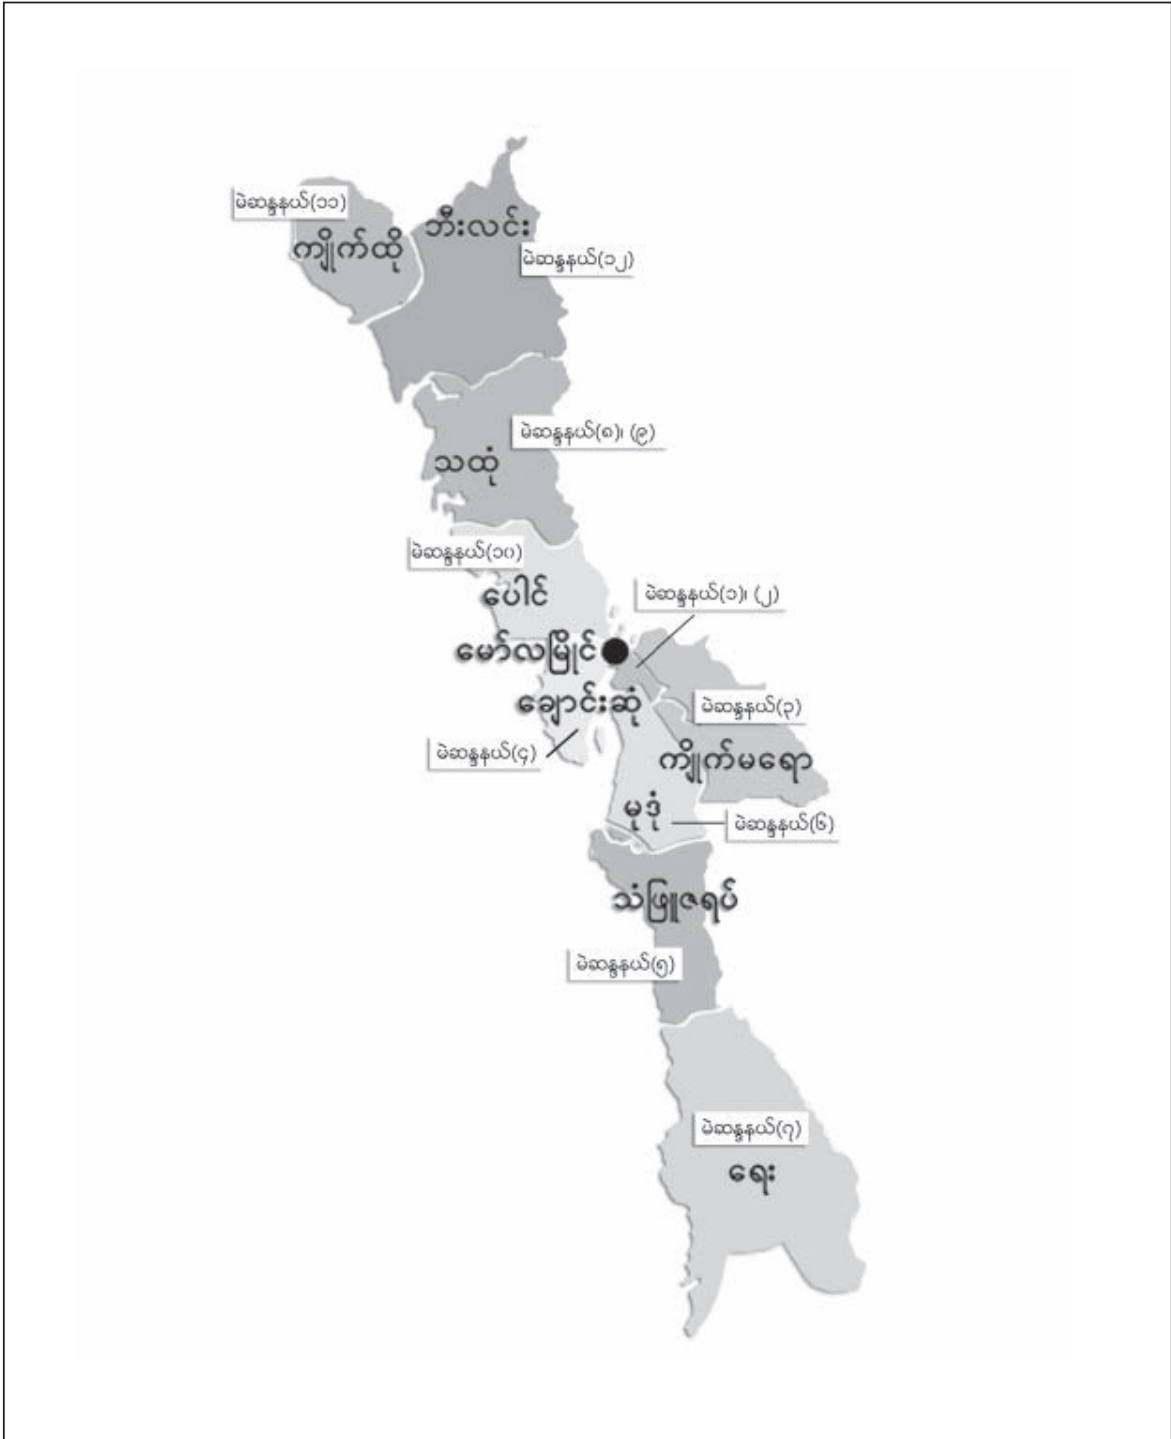 မဲဆန္ဒနယ်(၁၁)
ကျိုက်ထို
ဘီးလင်း
မဲဆန္ဒနယ်(၁၂)
မဲဆန္ဒနယ်(၈)၊ (၉)
သထုံ
မဲဆန္ဒနယ်(၁၀)
ပေါင်
မဲဆန္ဒနယ်(၁)၊ (၂)
မော်လမြိုင်
ချောင်းဆုံ
မဲဆန္ဒနယ်(၃)
မဲဆန္ဒနယ်(၄)
ကျိုက်မရော
မုဒုံ
မဲဆန္ဒနယ်(၆)
သံဖြူဇရပ်
မဲဆန္ဒနယ်(၅)
မဲဆန္ဒနယ်(၇)
ရေး